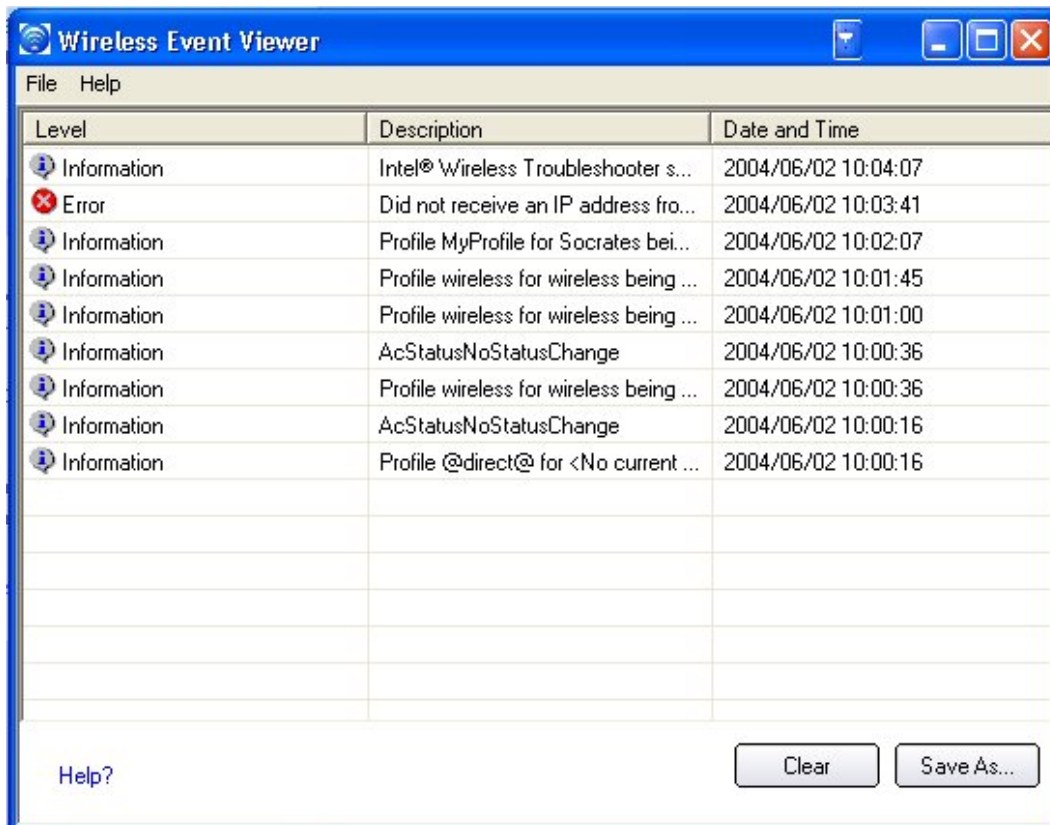 Wireless Event Viewer
File Help
Level Description Date and Time
Information Intel® Wireless Troubleshooter s... 2004/06/02 10:04:07
Error Did not receive an IP address fro... 2004/06/02 10:03:41
Information Profile MyProfile for Socrates bei... 2004/06/02 10:02:07
Information Profile wireless for wireless being ... 2004/06/02 10:01:45
Information Profile wireless for wireless being ... 2004/06/02 10:01:00
Information AcStatusNoStatusChange 2004/06/02 10:00:36
Information Profile wireless for wireless being ... 2004/06/02 10:00:36
Information AcStatusNoStatusChange 2004/06/02 10:00:16
Information Profile @direct@ for <No current ... 2004/06/02 10:00:16
Help? Clear Save As...